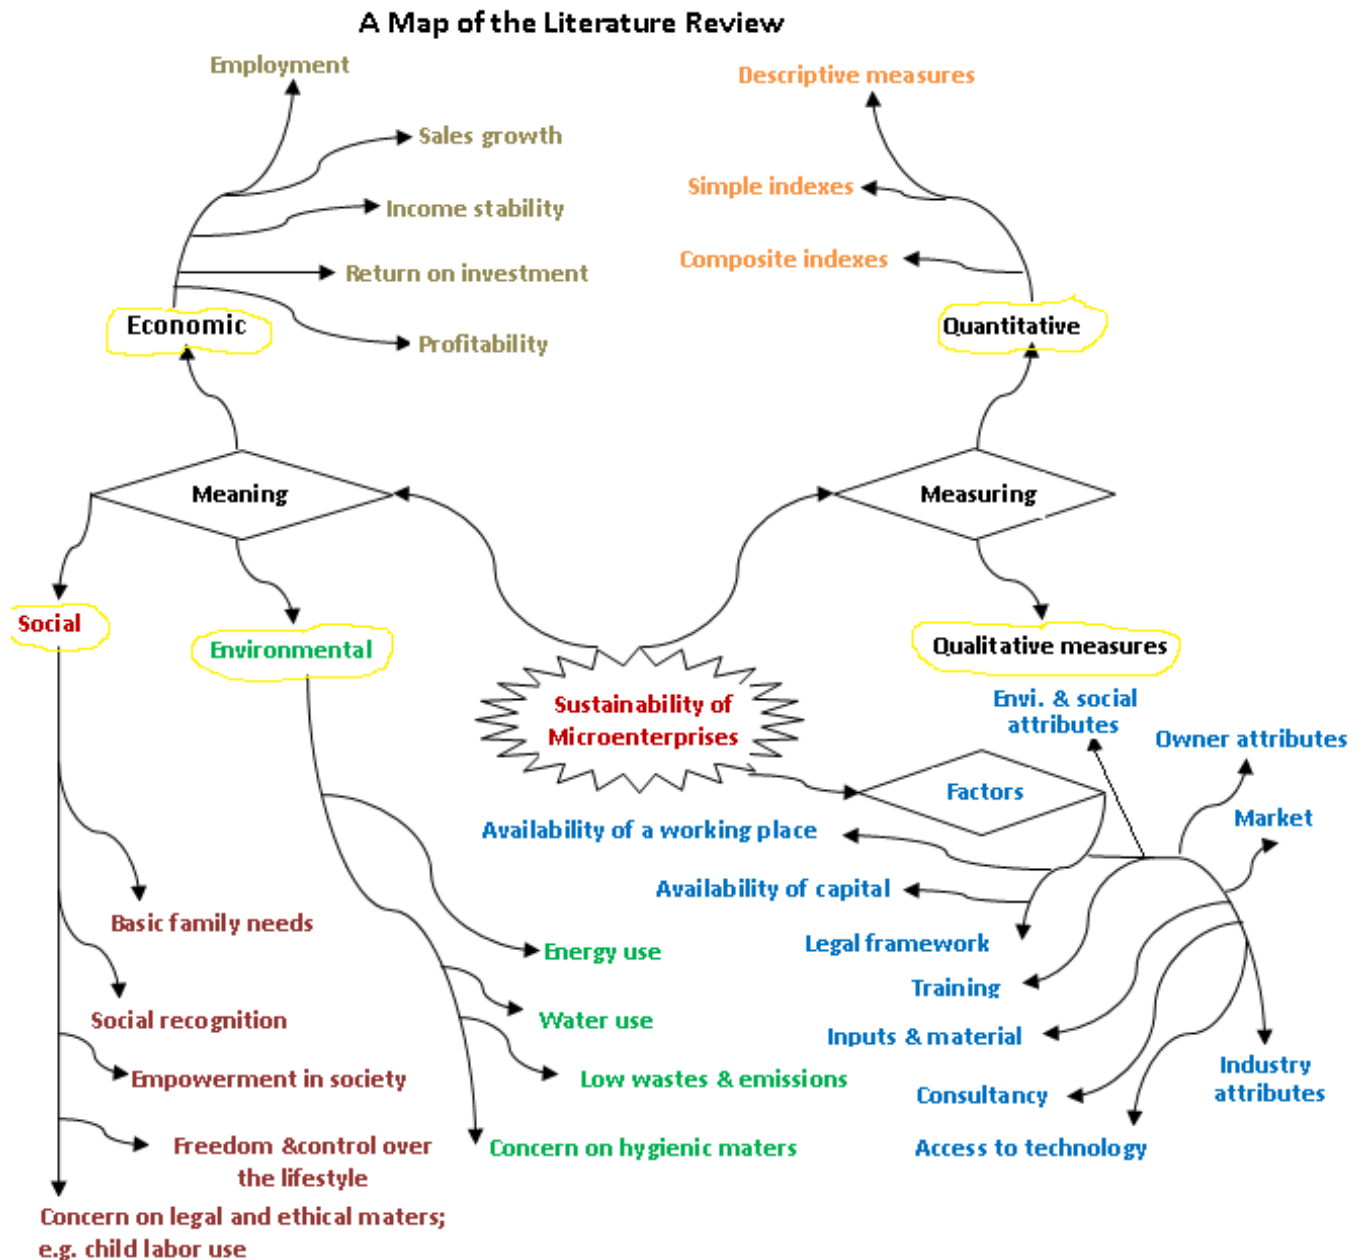 A Map of the Literature Review
Employment
Sales growth
Income stability
Return on investment
Profitability
Economic
Descriptive measures
Simple indexes
Composite indexes
Quantitative
Meaning
Measuring
Social
Environmental
Qualitative measures
Sustainability of
Microenterprises
Envi. & social
attributes
Owner attributes
Market
Factors
Availability of a working place
Availability of capital
Legal framework
Training
Inputs & material
Consultancy
Access to technology
Industry
attributes
Basic family needs
Social recognition
Empowerment in society
Freedom &control over
the lifestyle
Concern on legal and ethical maters;
e.g. child labor use
Energy use
Water use
Low wastes & emissions
Concern on hygienic maters